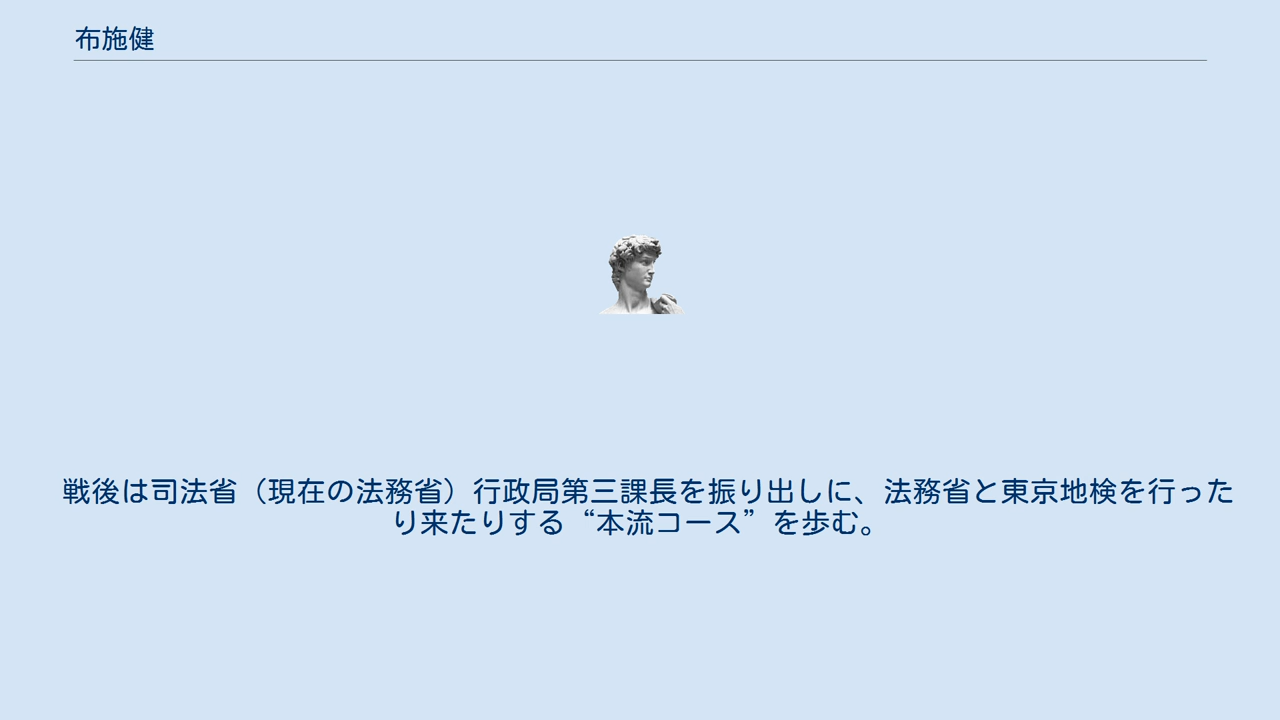 布施健
戦後は司法省（現在の法務省）行政局第三課長を振り出しに、法務省と東京地検を行った
り来たりする“本流コース”を歩む。